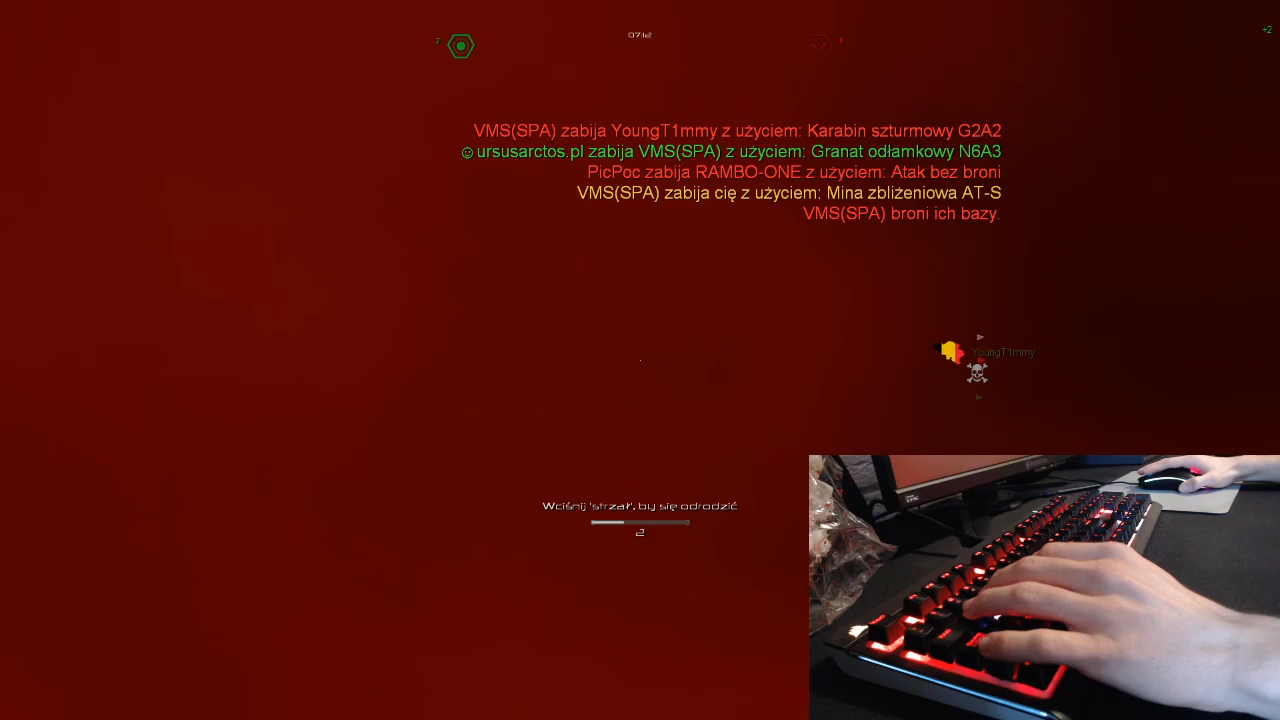 2
07:12
+2
VMS(SPA) zabija YoungT1mmy z użyciem: Karabin szturmowy G2A2
ursusarctos.pl zabija VMS(SPA) z użyciem: Granat odłamkowy N6A3
PicPoc zabija RAMBO-ONE z użyciem: Atak bez broni
VMS(SPA) zabija cię z użyciem: Mina zbliżeniowa AT-S
VMS(SPA) broni ich bazy.
YoungT1mmy
Wciśnij 'strzał', by się odrodzić
2